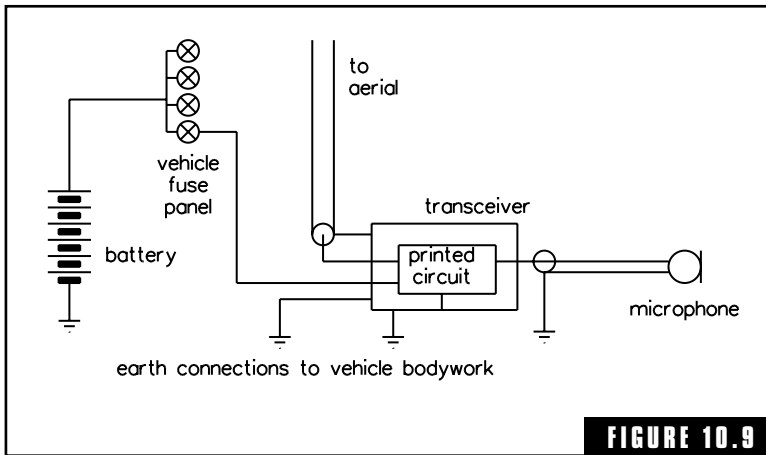 to
aerial
vehicle
fuse
panel
transceiver
battery
printed
circuit
microphone
earth connections to vehicle bodywork
FIGURE 10.9